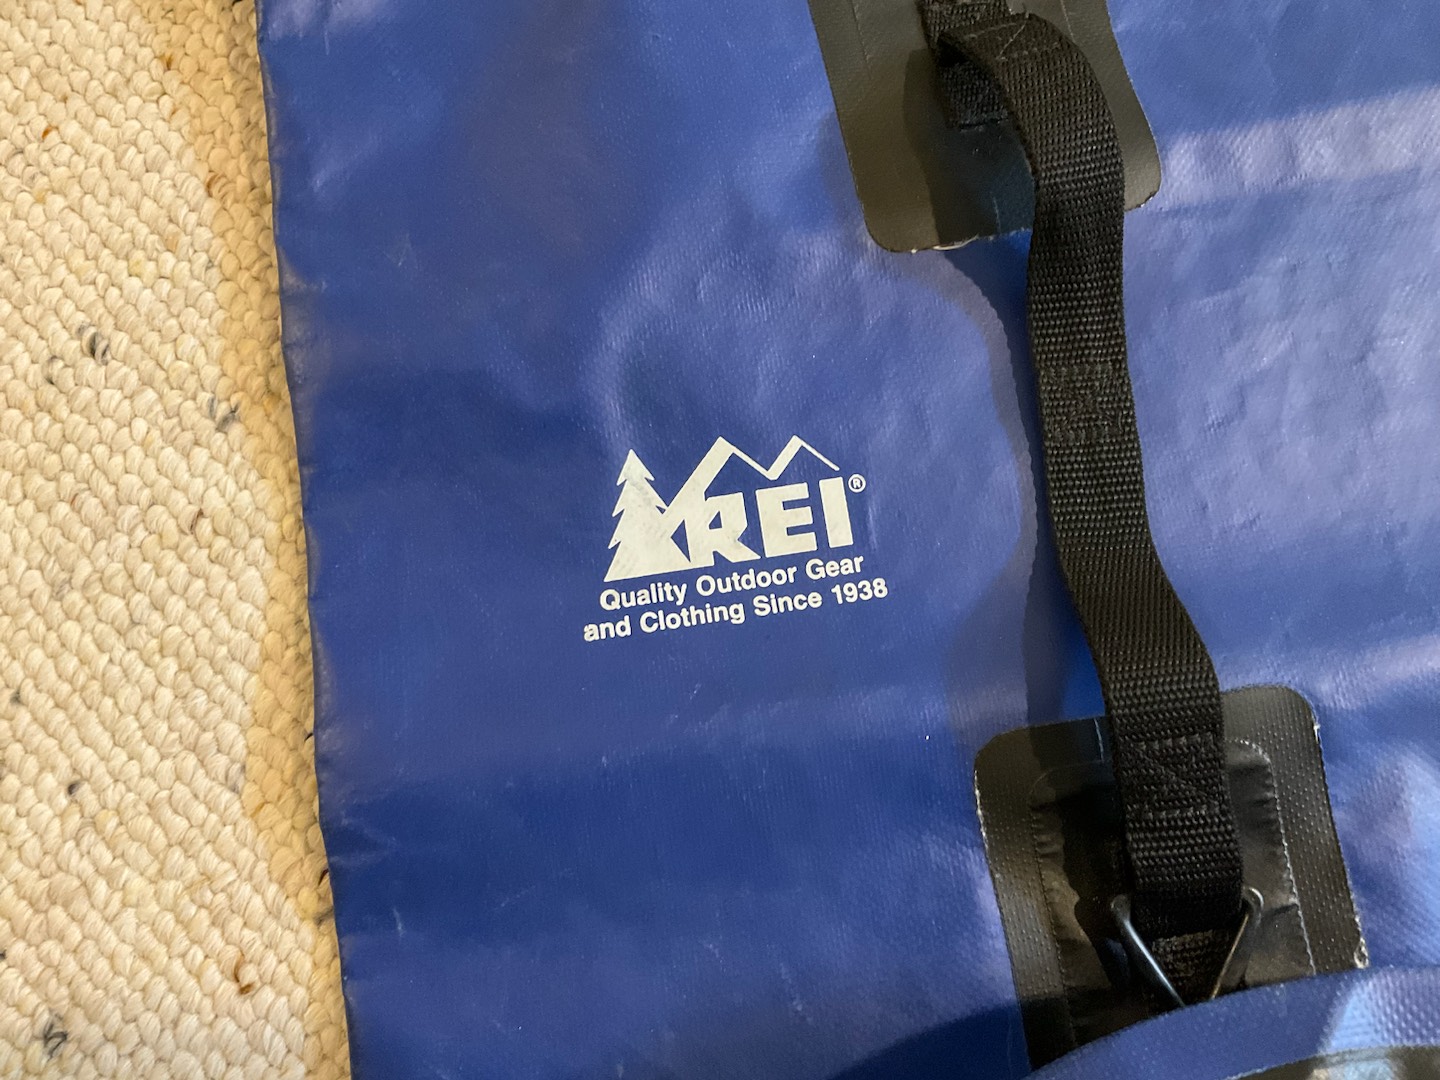 REI®
Quality Outdoor Gear
and Clothing Since 1938